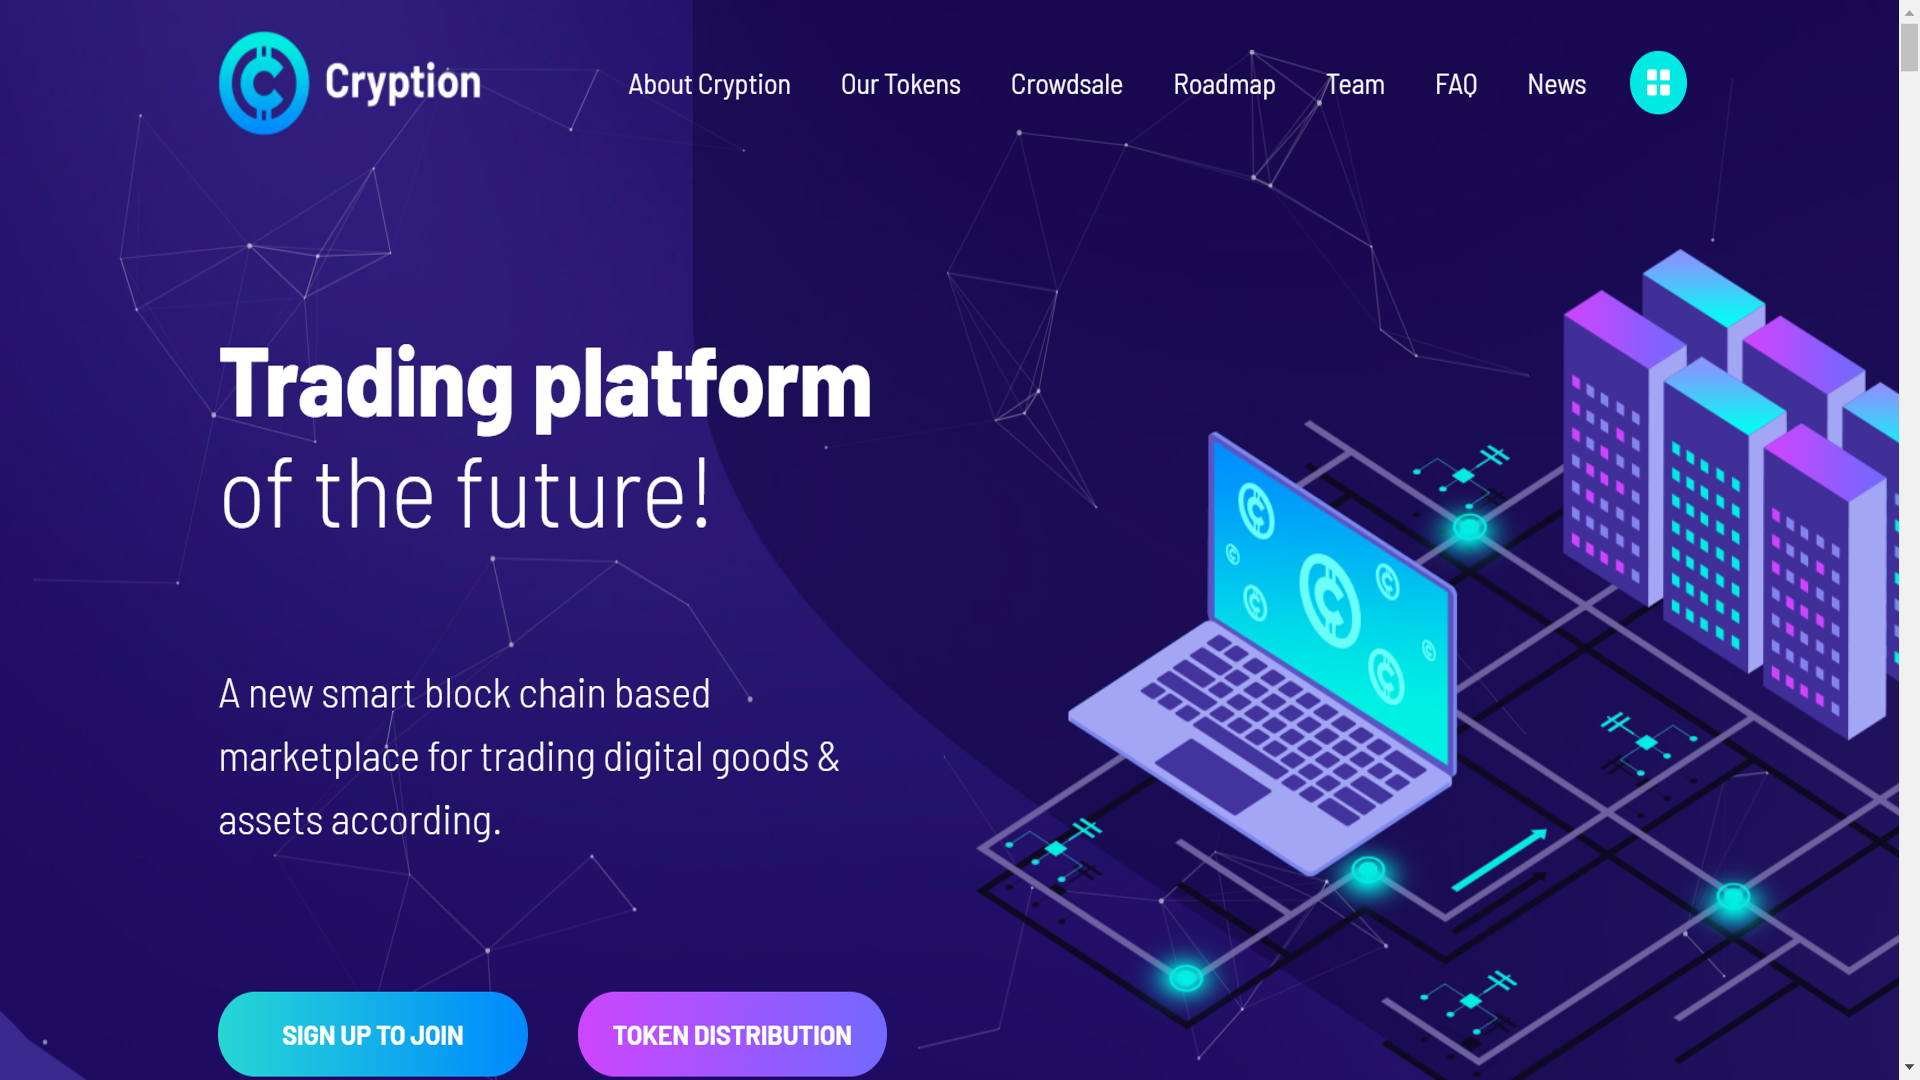 Cryption
About Cryption
Our Tokens
Crowdsale
Roadmap
Team
FAQ
News
Trading platform
of the future!
A new smart block chain based
marketplace for trading digital goods &
assets according.
SIGN UP TO JOIN
TOKEN DISTRIBUTION